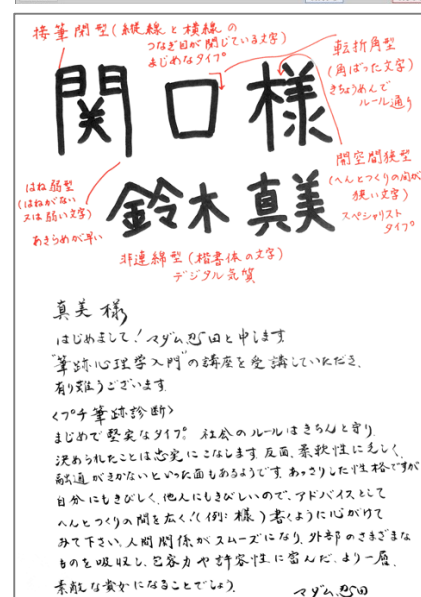 接筆閉型(縦線と横線の
つなぎ目が閉じている文字)
まじめなタイプ
転折角型
(角ばった文字)
きちょうめんで
ルール通り
関口様
開空間狭型
(へんとつくりの間が
狭い文字)
スペシャリスト
タイプ
はね弱型
(はねがない
又は弱い文字)
あきらめが早い
鈴木真美
非連綿型(楷書体の文字)
デジタル気質
真美様
はじめまして!マダム忍田と申します
"筆跡心理学入門"の講座を受講していただき、
有り難うございます
<プチ筆跡診断>
まじめで堅実なタイプ。社会のルールはきちんと守り、
決められたことは忠実にこなします。反面、柔軟性に乏しく、
融通がきかないといった面もあるようです。あっさりした性格ですが
自分にもきびしく、他人にもきびしいので、アドバイスとして
へんとつくりの間を広く!(例:様)書くように心がけて
みて下さい。人間関係がスムーズになり、外部のさまざまな
ものを吸収し、包容力や許容性に富んだ、より一層、
素敵な貴女になることでしょう。
マダム忍田